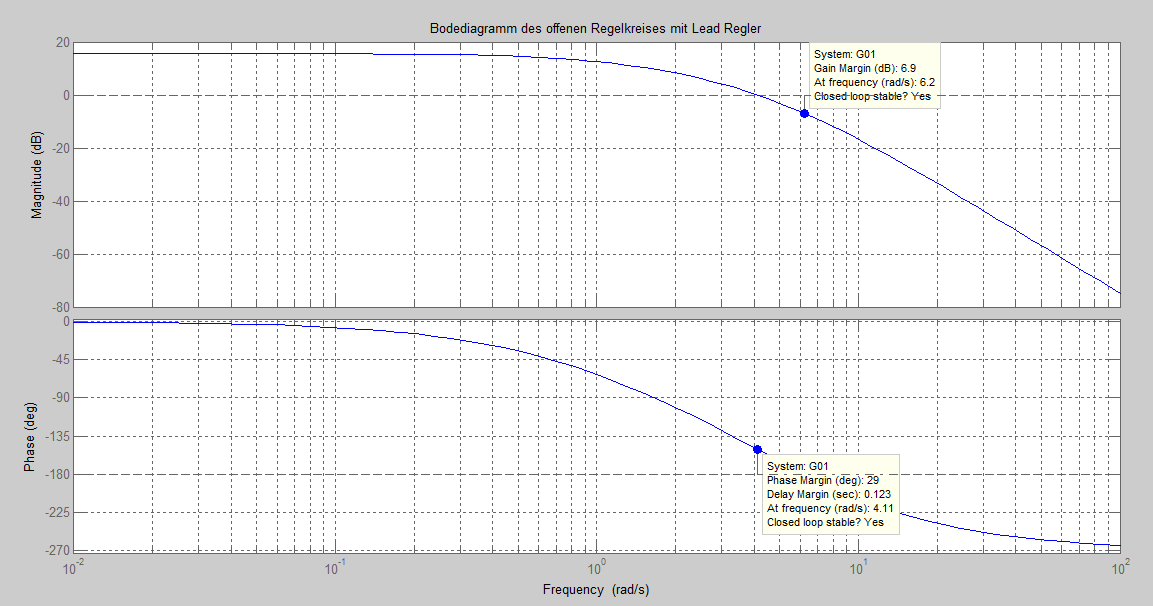 Bodediagramm des offenen Regelkreises mit Lead Regler
Magnitude (dB)
20
0
-20
-40
-60
-80
System: G01
Gain Margin (dB): 6.9
At frequency (rad/s): 6.2
Closed loop stable? Yes
Phase (deg)
0
-45
-90
-135
-180
-225
-270
System: G01
Phase Margin (deg): 29
Delay Margin (sec): 0.123
At frequency (rad/s): 4.11
Closed loop stable? Yes
10^-2 10^-1 10^0 10^1 10^2
Frequency (rad/s)